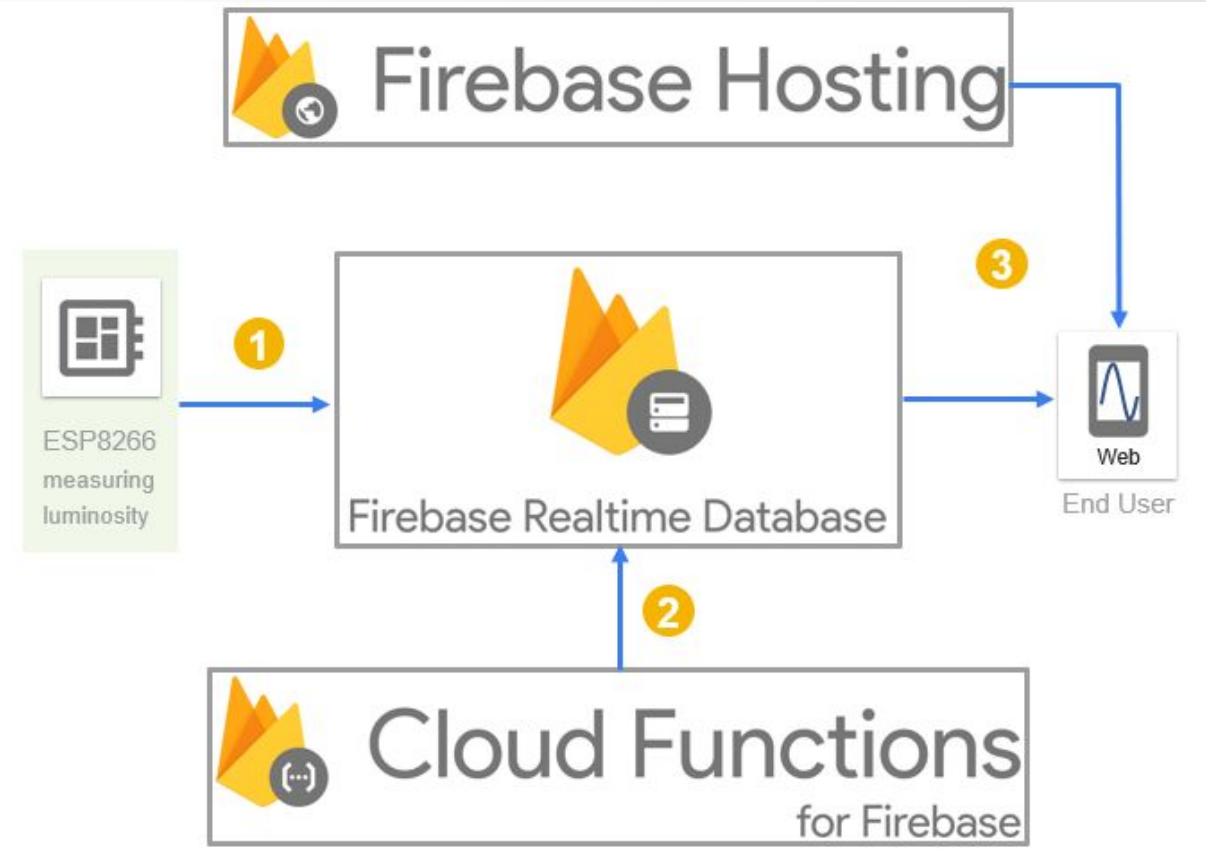 Firebase Hosting
3
1
ESP8266
measuring
luminosity
Firebase Realtime Database
Web
End User
2
Cloud Functions
for Firebase